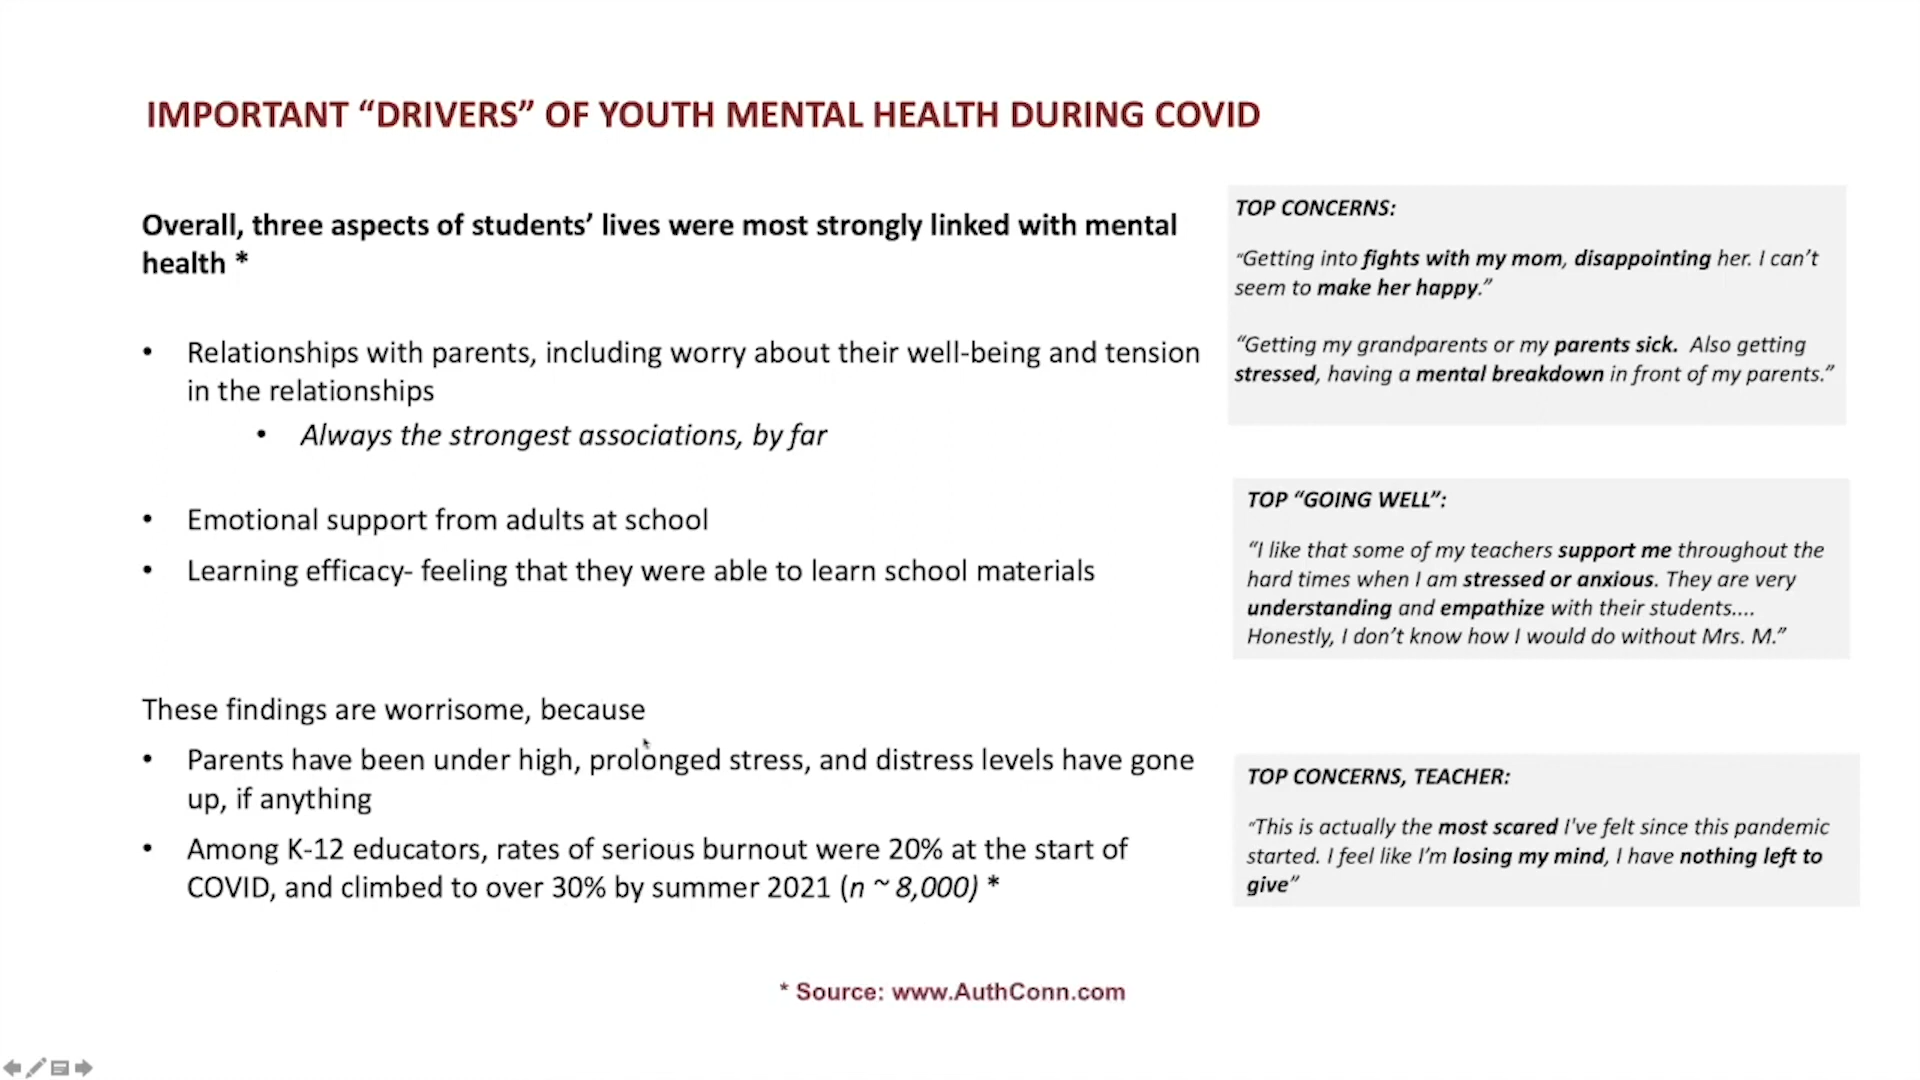 IMPORTANT “DRIVERS” OF YOUTH MENTAL HEALTH DURING COVID
Overall, three aspects of students’ lives were most strongly linked with mental
health *
• Relationships with parents, including worry about their well-being and tension
in the relationships
• Always the strongest associations, by far
• Emotional support from adults at school
• Learning efficacy- feeling that they were able to learn school materials
These findings are worrisome, because
• Parents have been under high, prolonged stress, and distress levels have gone
up, if anything
• Among K-12 educators, rates of serious burnout were 20% at the start of
COVID, and climbed to over 30% by summer 2021 (n ~ 8,000) *
TOP CONCERNS:
“Getting into fights with my mom, disappointing her. I can’t
seem to make her happy.”
“Getting my grandparents or my parents sick. Also getting
stressed, having a mental breakdown in front of my parents.”
TOP “GOING WELL”:
“I like that some of my teachers support me throughout the
hard times when I am stressed or anxious. They are very
understanding and empathize with their students....
Honestly, I don’t know how I would do without Mrs. M.”
TOP CONCERNS, TEACHER:
“This is actually the most scared I've felt since this pandemic
started. I feel like I’m losing my mind, I have nothing left to
give”
* Source: www.AuthConn.com